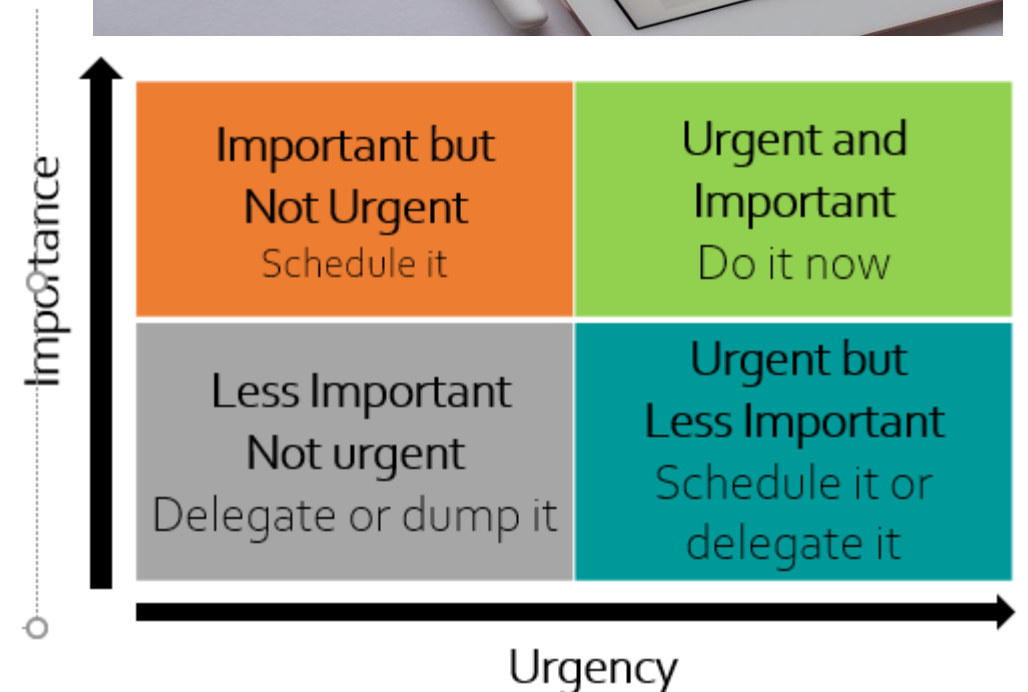 Importance
Important but
Not Urgent
Schedule it
Urgent and
Important
Do it now
Less Important
Not urgent
Delegate or dump it
Urgent but
Less Important
Schedule it or
delegate it
Urgency